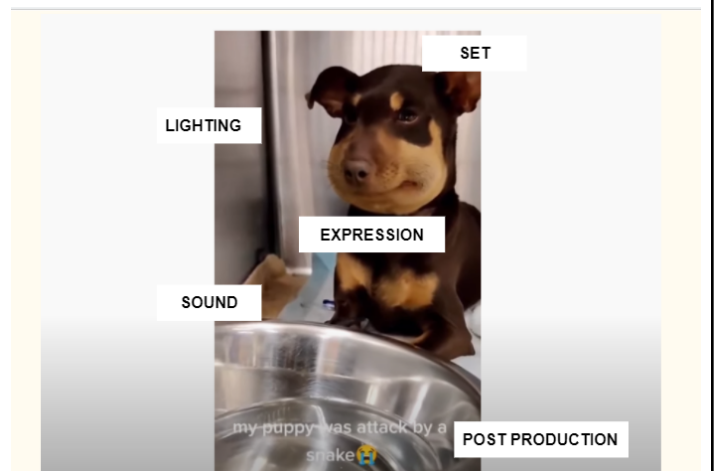 SET
LIGHTING
EXPRESSION
SOUND
my puppy was attack by a
snake😭
POST PRODUCTION